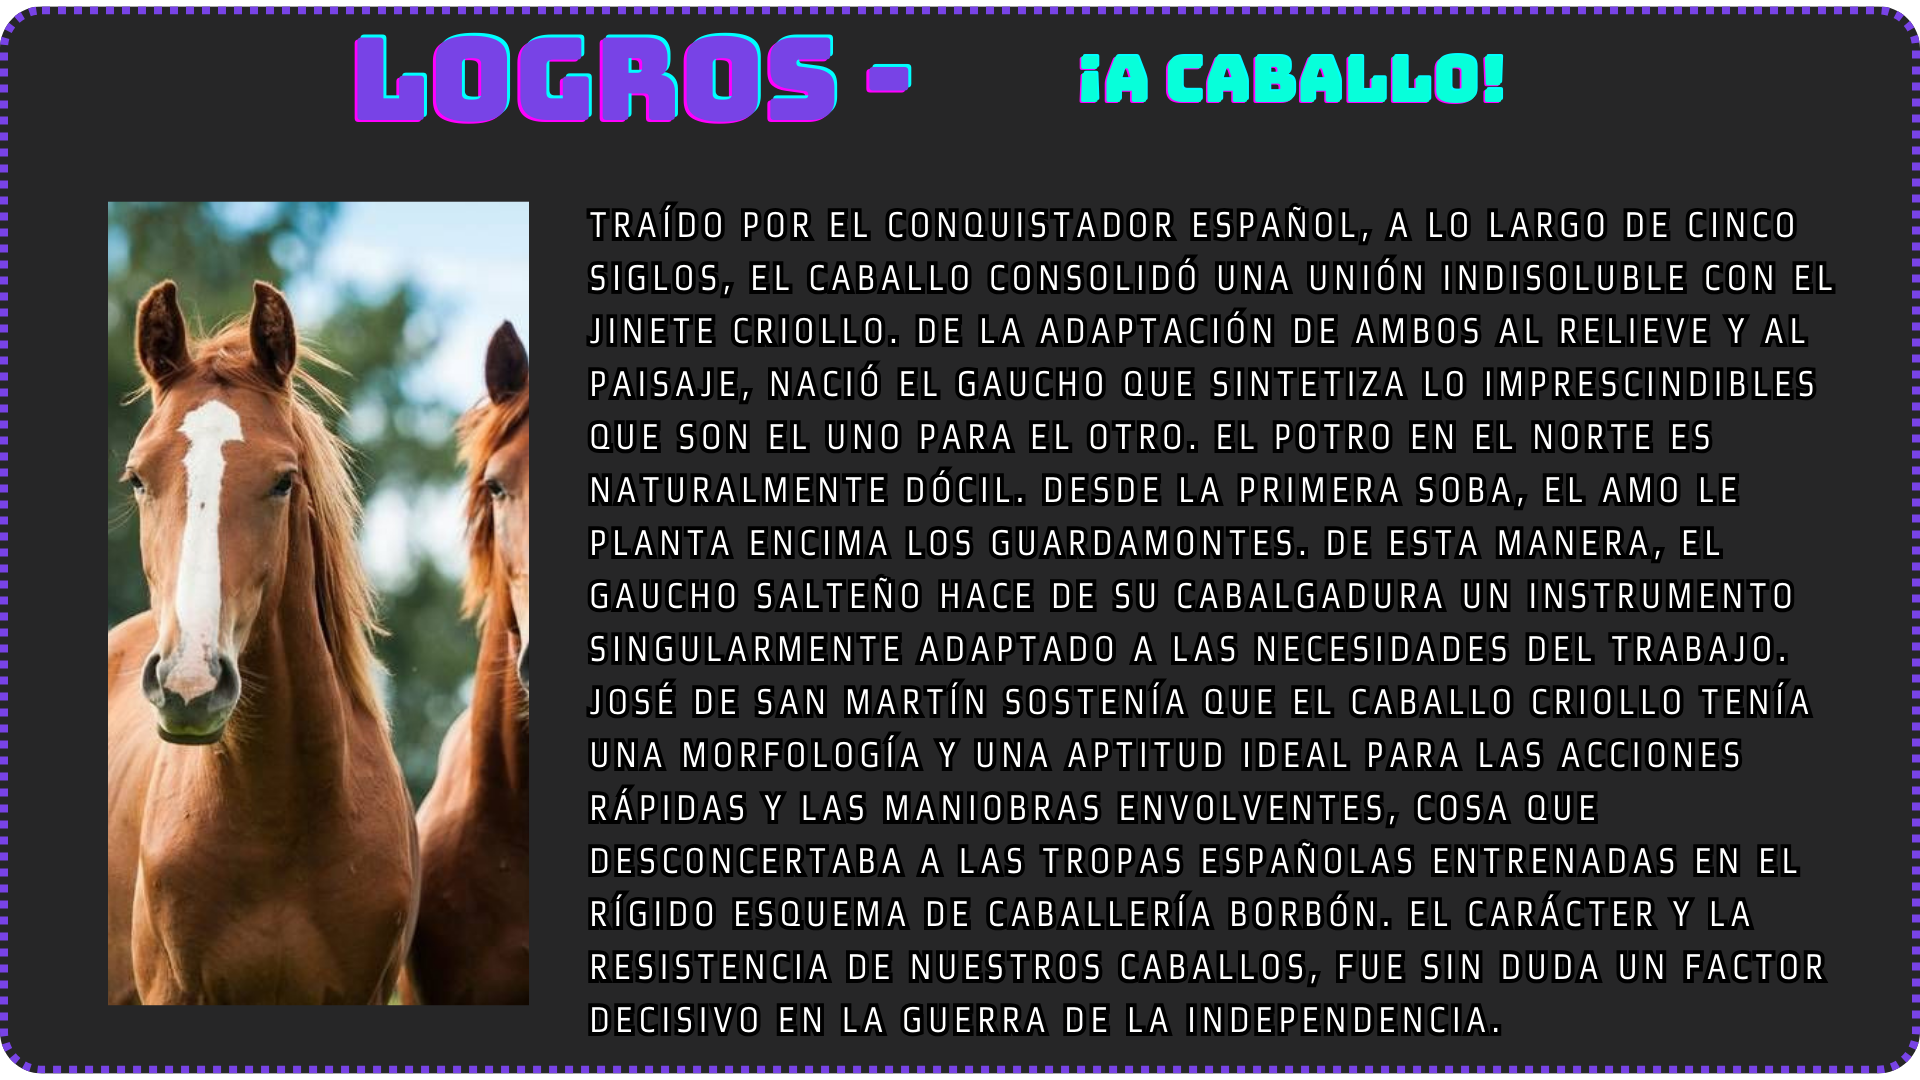 LOGROS - ¡A CABALLO!
TRAÍDO POR EL CONQUISTADOR ESPAÑOL, A LO LARGO DE CINCO
SIGLOS, EL CABALLO CONSOLIDÓ UNA UNIÓN INDISOLUBLE CON EL
JINETE CRIOLLO. DE LA ADAPTACIÓN DE AMBOS AL RELIEVE Y AL
PAISAJE, NACIÓ EL GAUCHO QUE SINTETIZA LO IMPRESCINDIBLES
QUE SON EL UNO PARA EL OTRO. EL POTRO EN EL NORTE ES
NATURALMENTE DÓCIL. DESDE LA PRIMERA SOBA, EL AMO LE
PLANTA ENCIMA LOS GUARDAMONTES. DE ESTA MANERA, EL
GAUCHO SALTEÑO HACE DE SU CABALGADURA UN INSTRUMENTO
SINGULARMENTE ADAPTADO A LAS NECESIDADES DEL TRABAJO.
JOSÉ DE SAN MARTÍN SOSTENÍA QUE EL CABALLO CRIOLLO TENÍA
UNA MORFOLOGÍA Y UNA APTITUD IDEAL PARA LAS ACCIONES
RÁPIDAS Y LAS MANIOBRAS ENVOLVENTES, COSA QUE
DESCONCERTABA A LAS TROPAS ESPAÑOLAS ENTRENADAS EN EL
RÍGIDO ESQUEMA DE CABALLERÍA BORBÓN. EL CARÁCTER Y LA
RESISTENCIA DE NUESTROS CABALLOS, FUE SIN DUDA UN FACTOR
DECISIVO EN LA GUERRA DE LA INDEPENDENCIA.